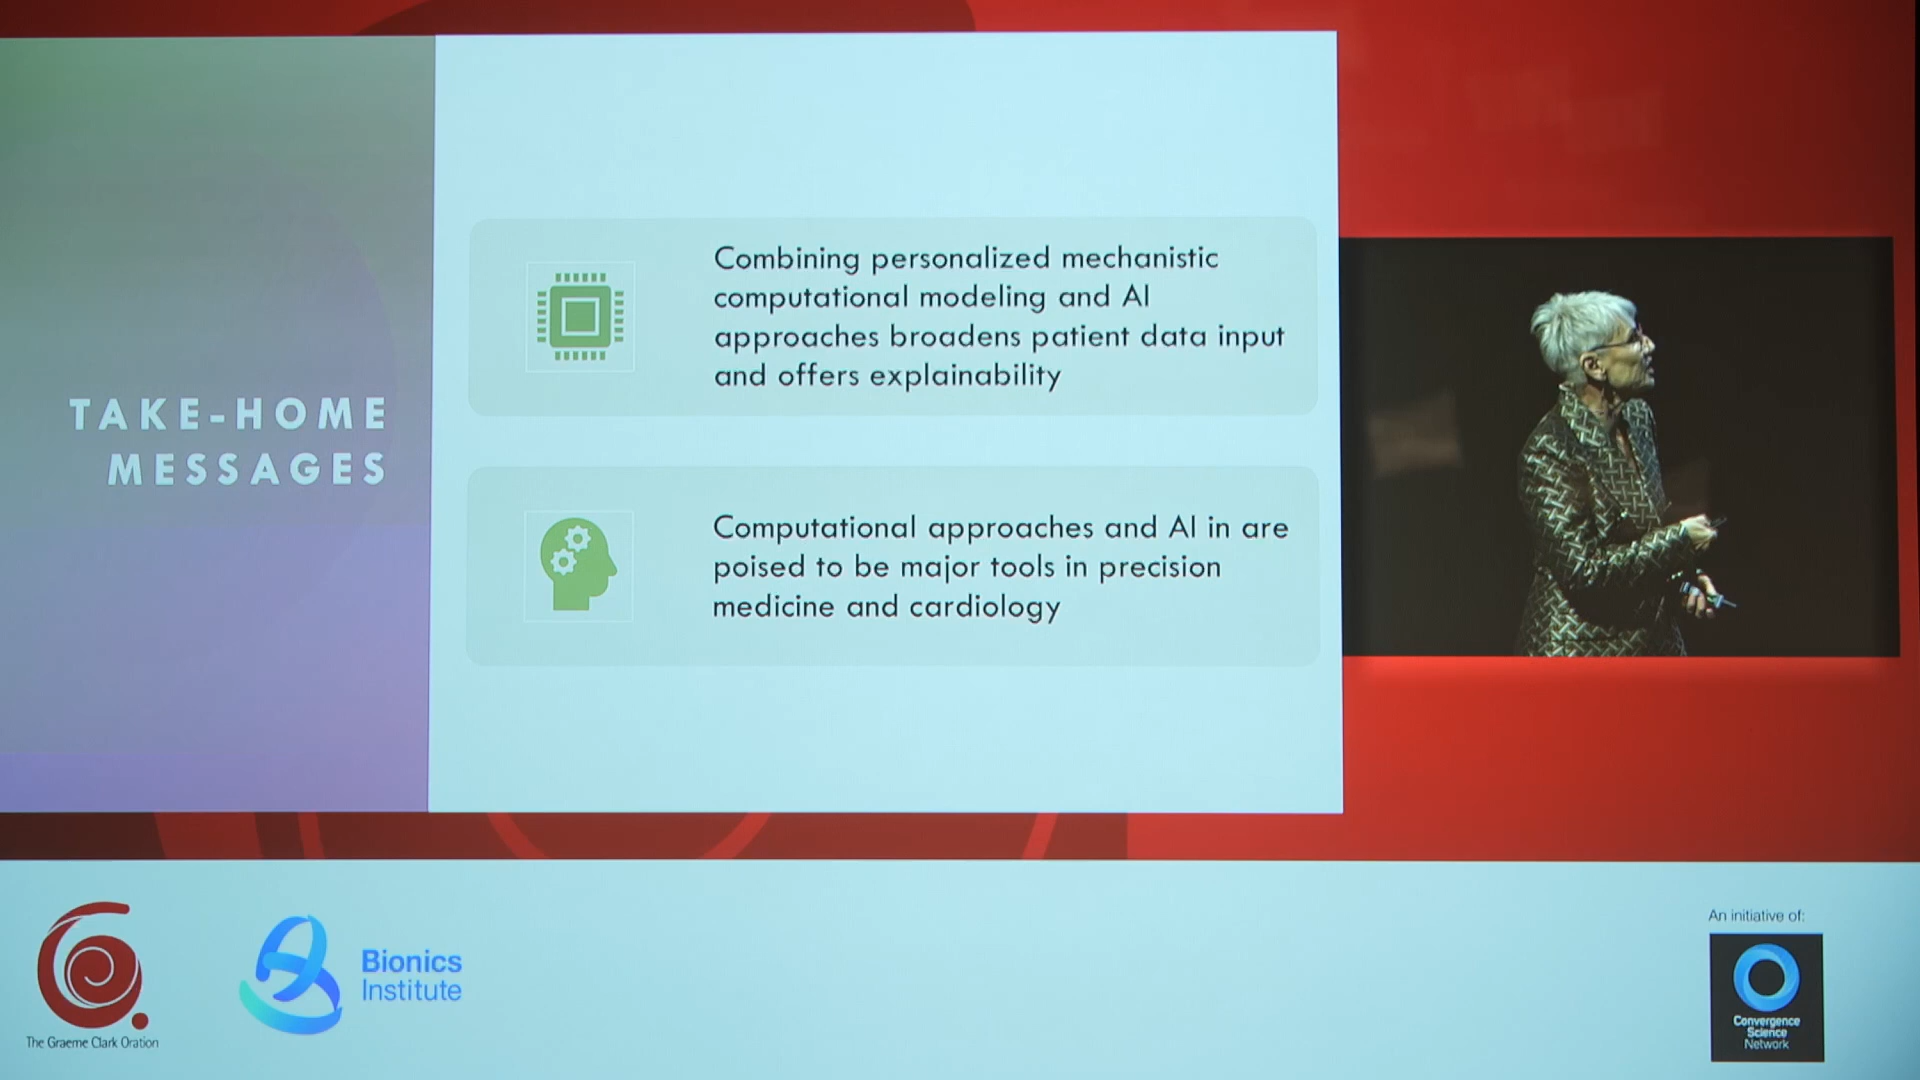 TAKE-HOME
MESSAGES
Combining personalized mechanistic
computational modeling and AI
approaches broadens patient data input
and offers explainability
Computational approaches and AI in are
poised to be major tools in precision
medicine and cardiology
The Graeme Clark Oration
Bionics
Institute
An initiative of:
Convergence
Science
Network